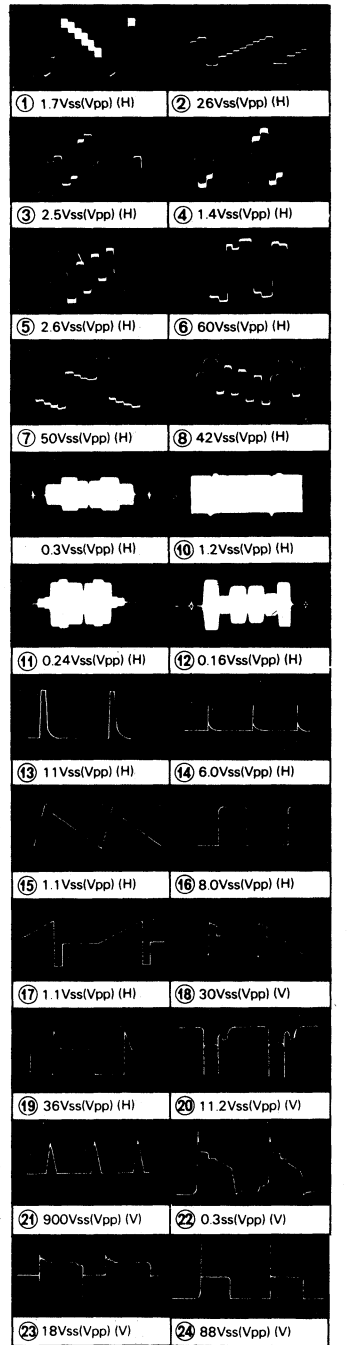 ① 1.7Vss(Vpp) (H) ② 26Vss(Vpp) (H)
③ 2.5Vss(Vpp) (H) ④ 1.4Vss(Vpp) (H)
⑤ 2.6Vss(Vpp) (H) ⑥ 60Vss(Vpp) (H)
⑦ 50Vss(Vpp) (H) ⑧ 42Vss(Vpp) (H)
0.3Vss(Vpp) (H) ⑩ 1.2Vss(Vpp) (H)
⑪ 0.24Vss(Vpp) (H) ⑫ 0.16Vss(Vpp) (H)
⑬ 11Vss(Vpp) (H) ⑭ 6.0Vss(Vpp) (H)
⑮ 1.1Vss(Vpp) (H) ⑯ 8.0Vss(Vpp) (H)
⑰ 1.1Vss(Vpp) (H) ⑱ 30Vss(Vpp) (V)
⑲ 36Vss(Vpp) (H) ⑳ 11.2Vss(Vpp) (V)
㉑ 900Vss(Vpp) (V) ㉒ 0.3ss(Vpp) (V)
㉓ 18Vss(Vpp) (V) ㉔ 88Vss(Vpp) (V)